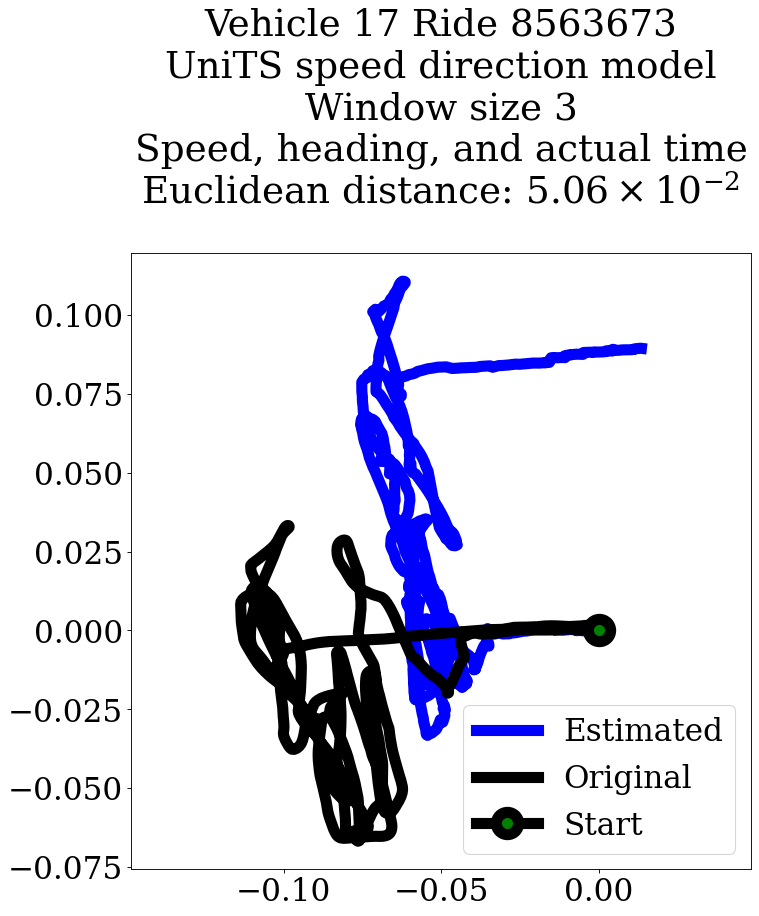 Vehicle 17 Ride 8563673
UniTS speed direction model
Window size 3
Speed, heading, and actual time
Euclidean distance: 5.06 × 10⁻²
0.100
0.075
0.050
0.025
0.000
−0.025
−0.050
−0.075
−0.10
−0.05
0.00
Estimated
Original
Start